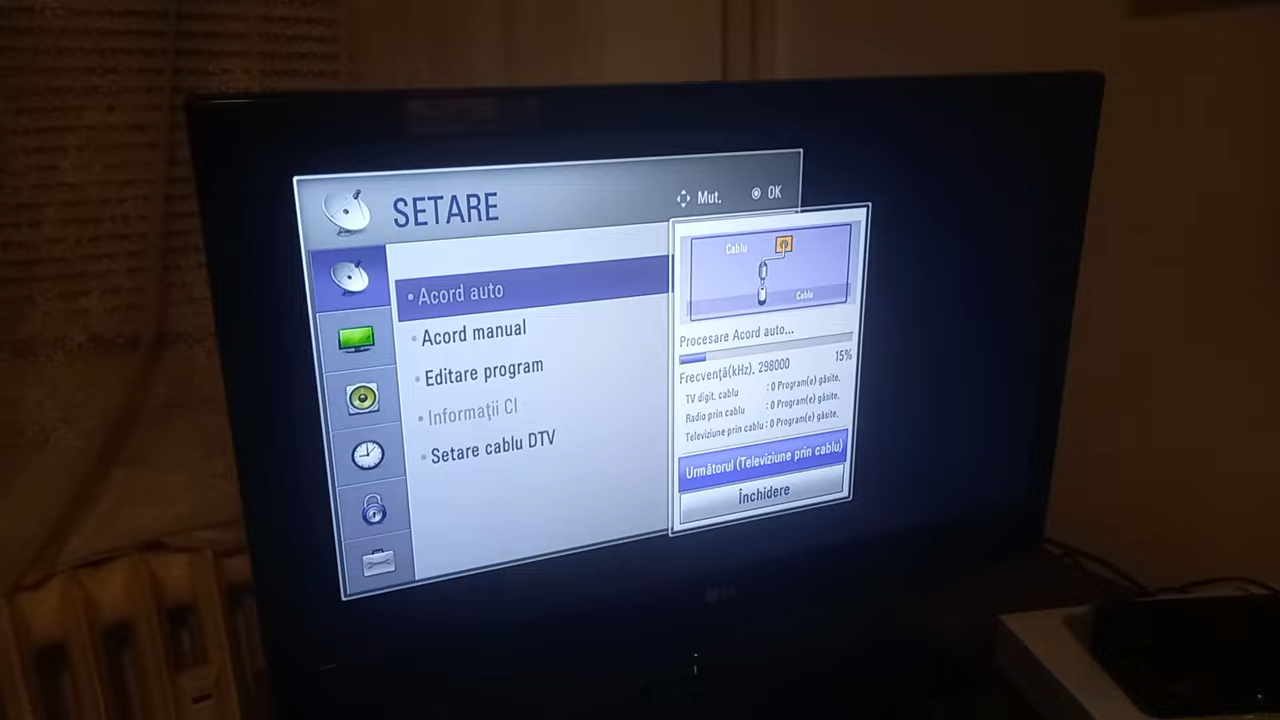 SETARE
Mut.
OK
Acord auto
Acord manual
Editare program
Informaţii CI
Setare cablu DTV
Cablu
Cablu
Procesare Acord auto...
15%
Frecvenţă(kHz). 298000
TV digit. cablu : 0 Program(e) găsite.
Radio prin cablu : 0 Program(e) găsite.
Televiziune prin cablu : 0 Program(e) găsite.
Următorul (Televiziune prin cablu)
Închidere
LG